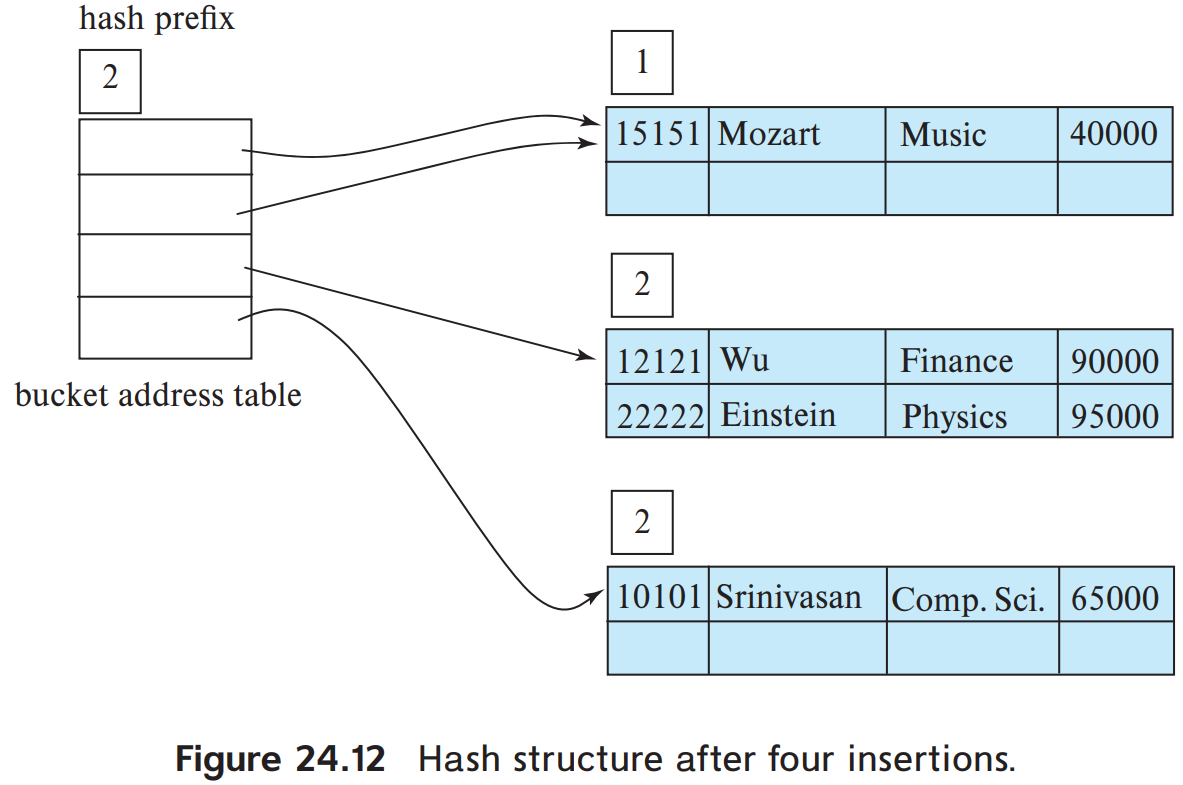 hash prefix
2
bucket address table
1
15151 Mozart Music 40000
2
12121 Wu Finance 90000
22222 Einstein Physics 95000
2
10101 Srinivasan Comp. Sci. 65000
Figure 24.12 Hash structure after four insertions.